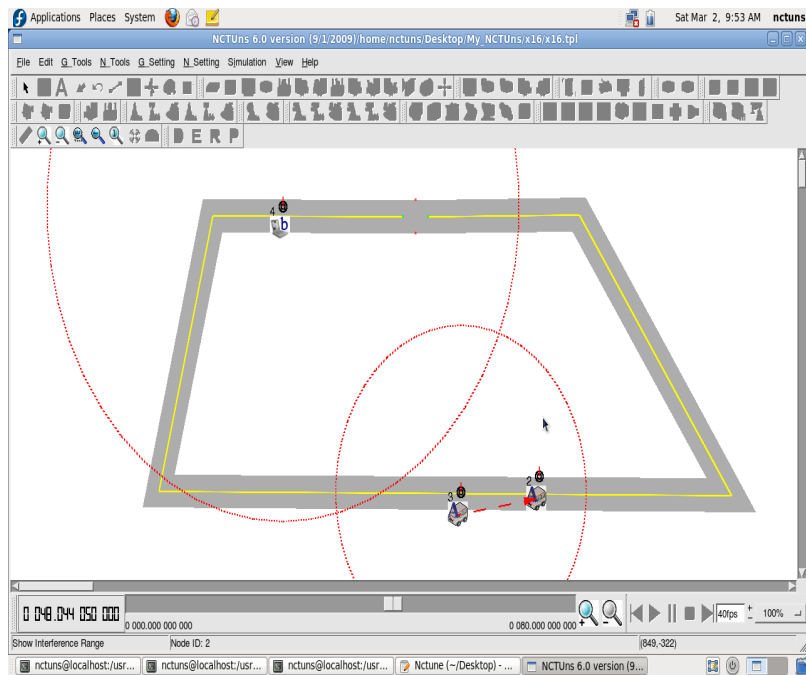 Applications Places System Sat Mar 2, 9:53 AM nctuns
NCTUns 6.0 version (9/1/2009)/home/nctuns/Desktop/My_NCTUns/x16/x16.tpl
File Edit G_Tools N_Tools G_Setting N_Setting Simulation View Help
D E R P
4
b
2
3
A
A
0 048.044 050 000
0 000.000 000 000
0 080.000 000 000
40fps
100%
Show Interference Range Node ID: 2 (849,-322)
nctuns@localhost:/usr... nctuns@localhost:/usr... nctuns@localhost:/usr... Nctune (~/Desktop) - ... NCTUns 6.0 version (9...